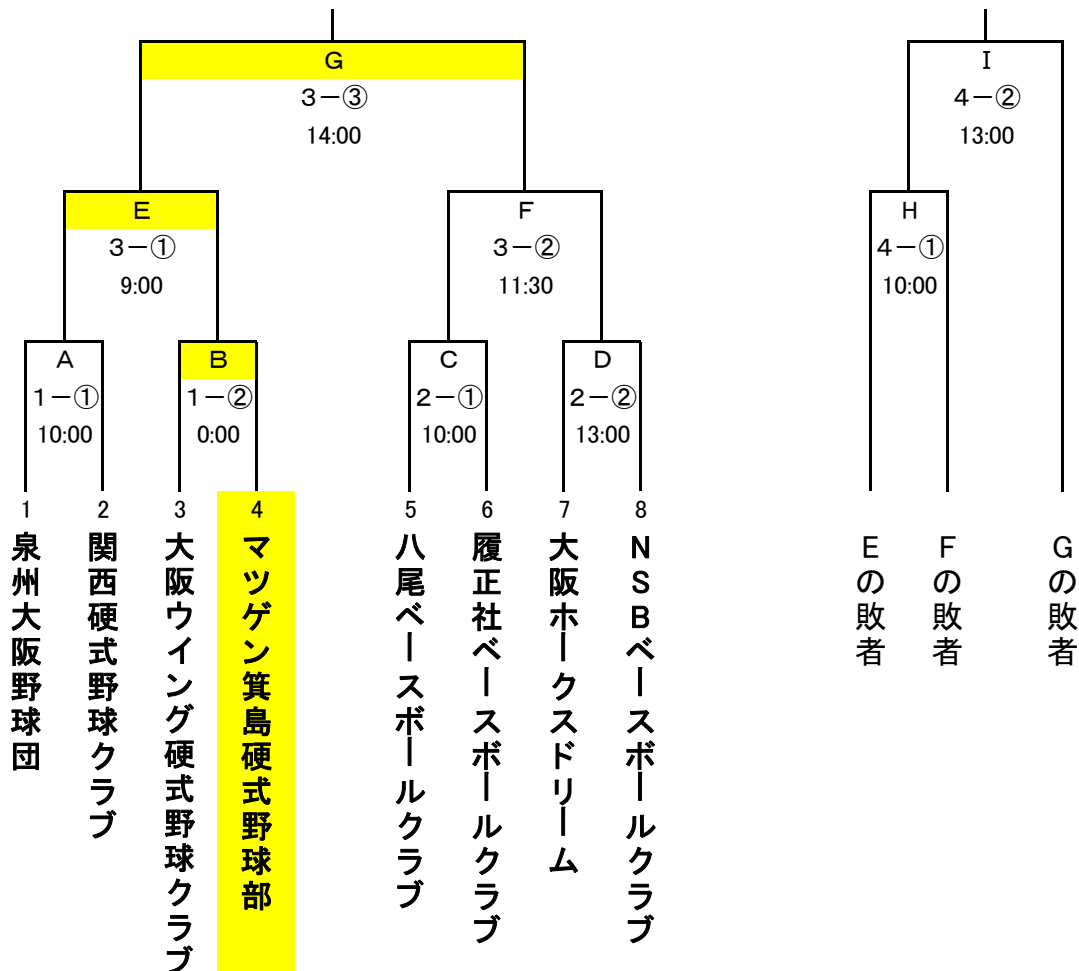 G
3－③
14:00
I
4－②
13:00
E
3－①
9:00
F
3－②
11:30
H
4－①
10:00
A
1－①
10:00
B
1－②
0:00
C
2－①
10:00
D
2－②
13:00
1
泉州大阪野球団
2
関西硬式野球クラブ
3
大阪ウイング硬式野球クラブ
4
マツゲン箕島硬式野球部
5
八尾ベースボールクラブ
6
履正社ベースボールクラブ
7
大阪ホークスドリーム
8
NSBベースボールクラブ
Eの敗者
Fの敗者
Gの敗者